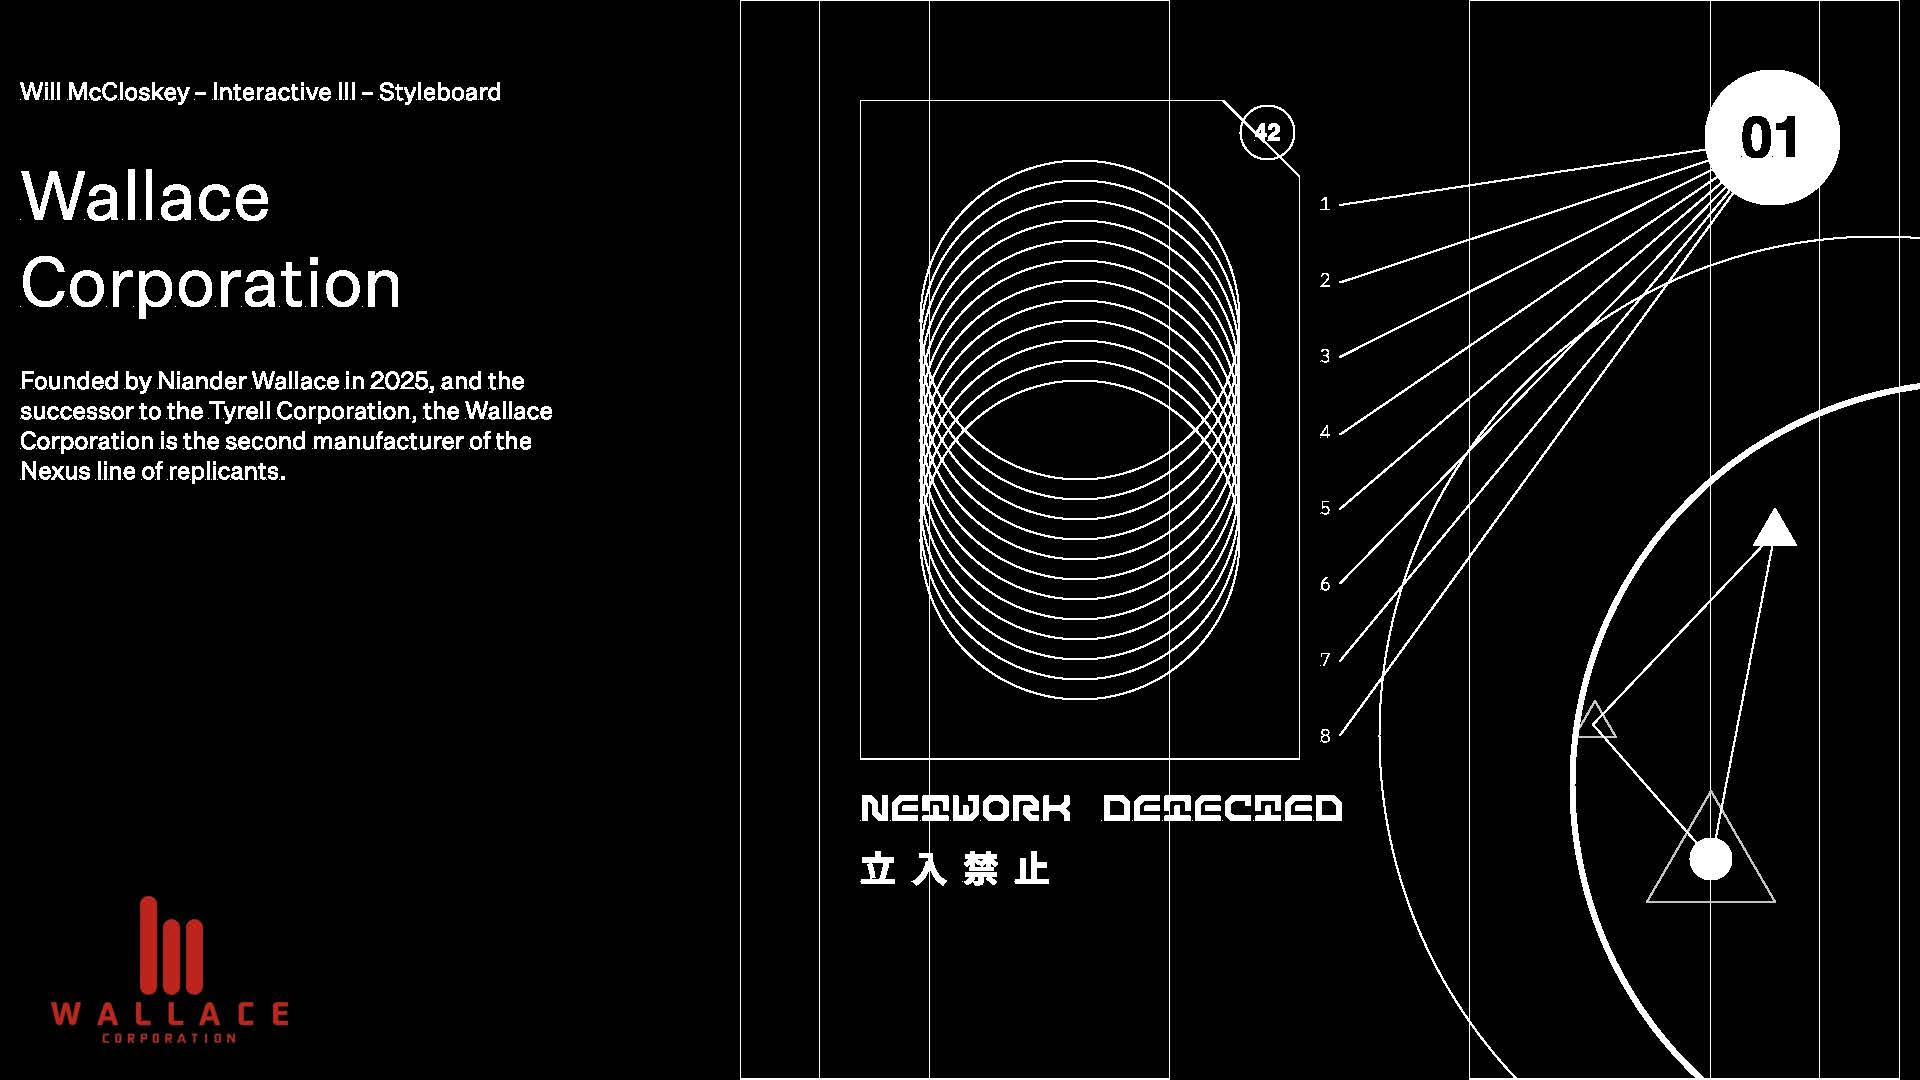 Will McCloskey – Interactive III – Styleboard
Wallace
Corporation
Founded by Niander Wallace in 2025, and the
successor to the Tyrell Corporation, the Wallace
Corporation is the second manufacturer of the
Nexus line of replicants.
WALLACE
CORPORATION
42
01
1
2
3
4
5
6
7
8
NETWORK DETECTED
立入禁止